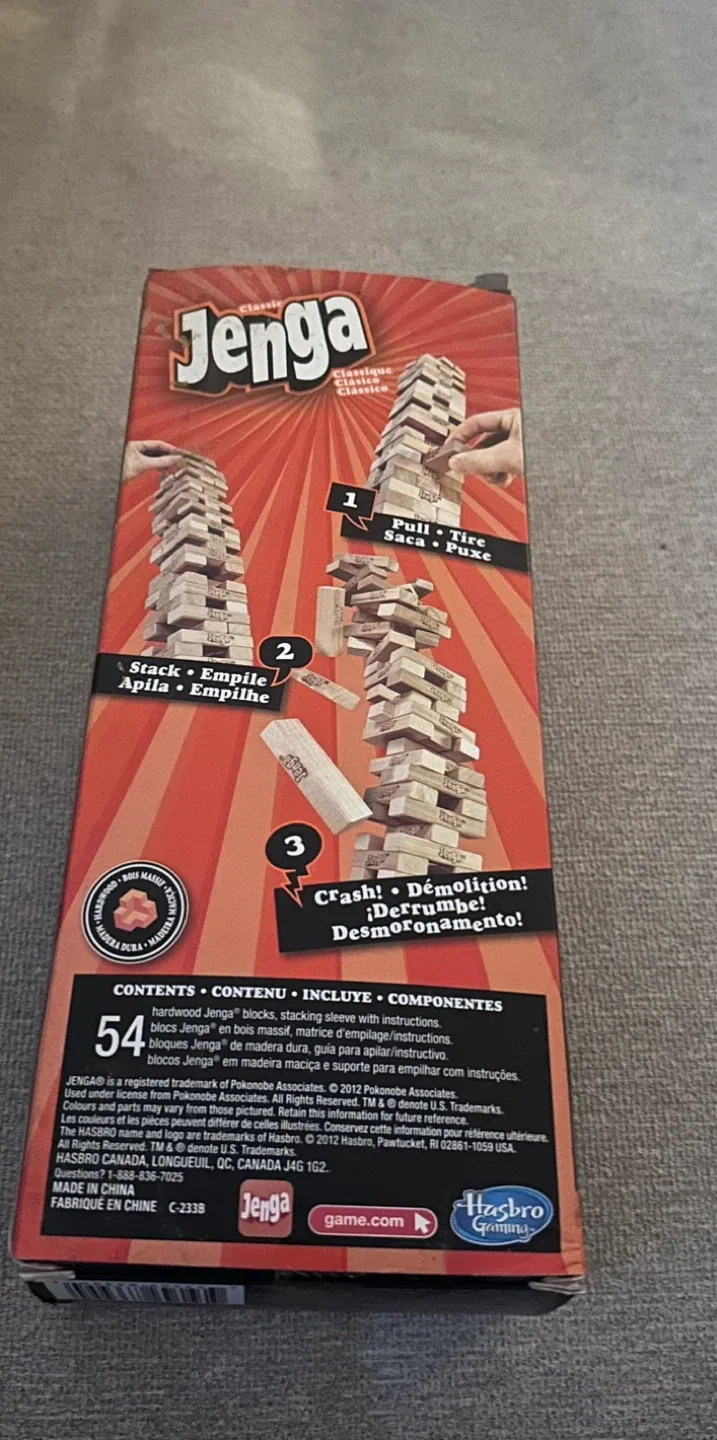 Classic
Jenga
Classique
Clásico
Clássico
1
Pull • Tire
Saca • Puxe
2
Stack • Empile
Apila • Empilhe
Jenga
3
Crash! • Démolition!
¡Derrumbe!
Desmoronamento!
HARDWOOD • BOIS MASSIF • MADEIRA MACIÇA • MADERA DURA •
CONTENTS • CONTENU • INCLUYE • COMPONENTES
54
hardwood Jenga® blocks, stacking sleeve with instructions.
blocs Jenga® en bois massif, matrice d'empilage/instructions.
bloques Jenga® de madera dura, guía para apilar/instructivo.
blocos Jenga® em madeira maciça e suporte para empilhar com instruções.
JENGA® is a registered trademark of Pokonobe Associates. © 2012 Pokonobe Associates.
Used under license from Pokonobe Associates. All Rights Reserved. TM & ® denote U.S. Trademarks.
Colours and parts may vary from those pictured. Retain this information for future reference.
Les couleurs et les pièces peuvent différer de celles illustrées. Conservez cette information pour référence ultérieure.
The HASBRO name and logo are trademarks of Hasbro. © 2012 Hasbro, Pawtucket, RI 02861-1059 USA.
All Rights Reserved. TM & ® denote U.S. Trademarks.
HASBRO CANADA, LONGUEUIL, QC, CANADA J4G 1G2.
Questions? 1-888-836-7025
MADE IN CHINA
FABRIQUÉ EN CHINE C-233B
Jenga
game.com
Hasbro
Gaming